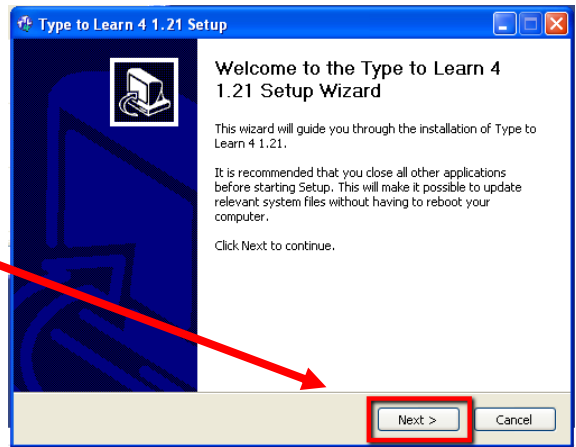 Type to Learn 4 1.21 Setup
Welcome to the Type to Learn 4
1.21 Setup Wizard
This wizard will guide you through the installation of Type to
Learn 4 1.21.
It is recommended that you close all other applications
before starting Setup. This will make it possible to update
relevant system files without having to reboot your
computer.
Click Next to continue.
Next >
Cancel